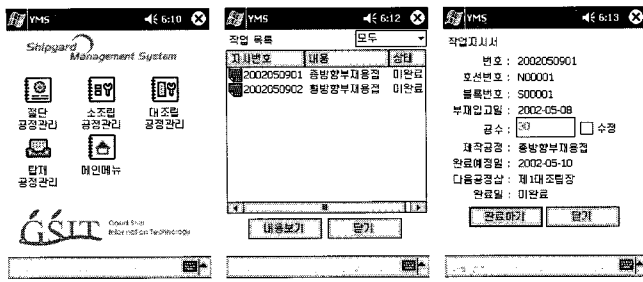 YMS 6:10
Shipyard
Management System
절단
공정관리
소조립
공정관리
대조립
공정관리
탑재
공정관리
메인메뉴
GSIT
Information Technology
YMS 6:12
작업 목록 모두
지시번호 내용 상태
2002050901 종방향부재용접 미완료
2002050902 횡방향부재용접 미완료
내용보기 닫기
YMS 6:13
작업지시서
번호 : 2002050901
호선번호 : N00001
블록번호 : S00001
부재입고일 : 2002-05-08
공수 : 30 수정
제작공정 : 종방향부재용접
완료예정일 : 2002-05-10
다음공정샵 : 제1대조립장
완료일 : 미완료
완료하기 닫기